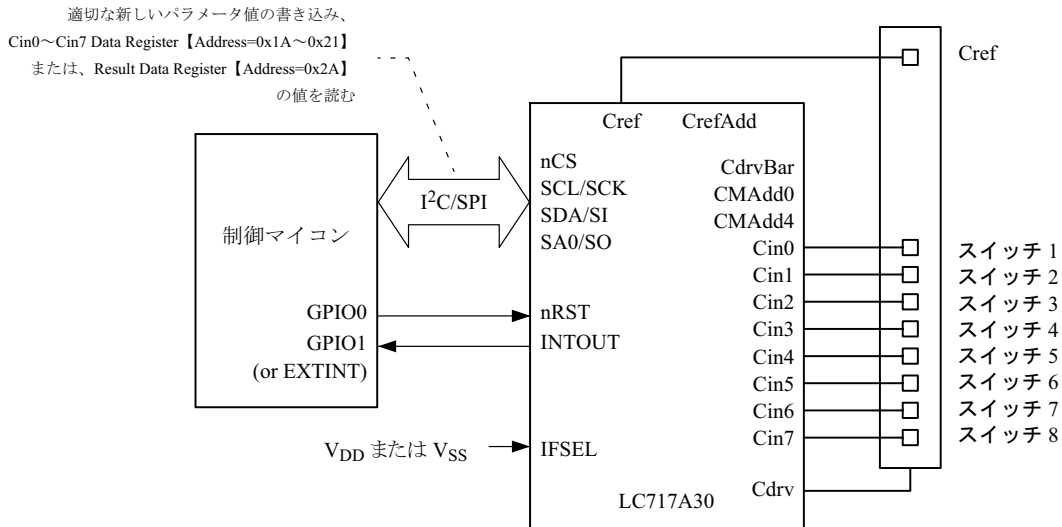 適切な新しいパラメータ値の書き込み、
Cin0～Cin7 Data Register【Address=0x1A～0x21】
または、Result Data Register【Address=0x2A】
の値を読む
Cref
Cref CrefAdd
nCS
SCL/SCK
SDA/SI
SA0/SO
CdrvBar
CMAdd0
CMAdd4
I²C/SPI
制御マイコン
Cin0 スイッチ 1
Cin1 スイッチ 2
Cin2 スイッチ 3
Cin3 スイッチ 4
Cin4 スイッチ 5
Cin5 スイッチ 6
Cin6 スイッチ 7
Cin7 スイッチ 8
GPIO0 nRST
GPIO1 INTOUT
(or EXTINT)
VDD または VSS IFSEL
Cdrv
LC717A30